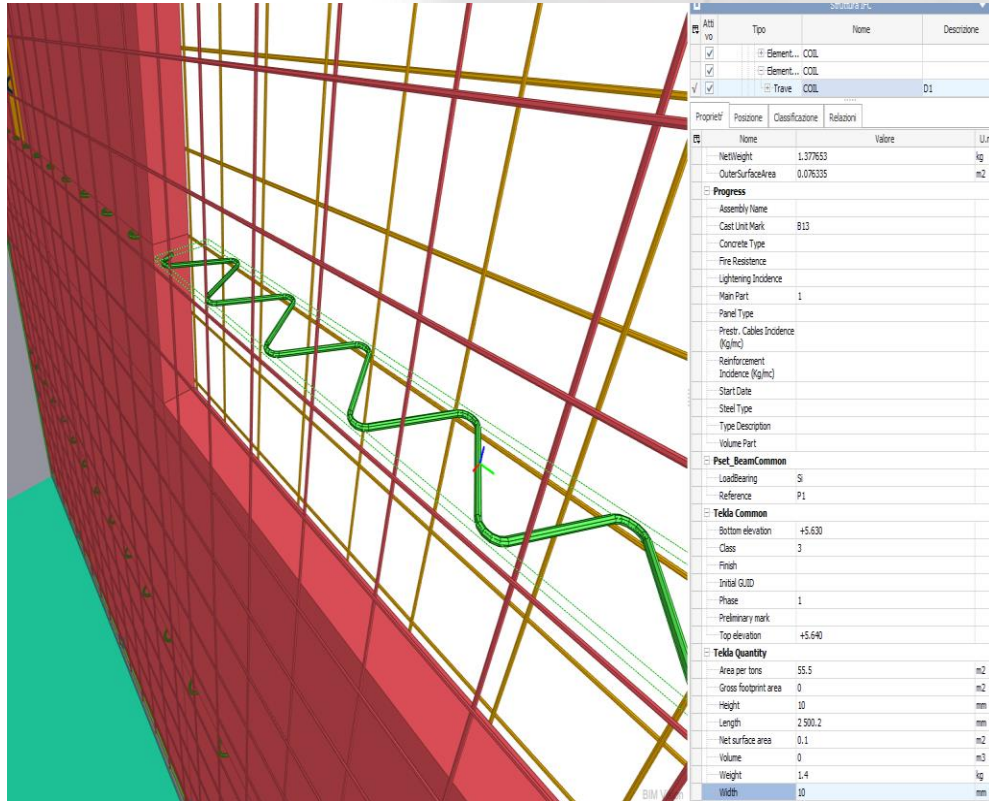 Struttura IFC
Atti vo Tipo Nome Descrizione
Element... COIL
Element... COIL
Trave COIL D1
Proprietà Posizione Classificazione Relazioni
Nome Valore
NetWeight 1.377653 kg
OuterSurfaceArea 0.076335 m2
Progress
Assembly Name
Cast Unit Mark B13
Concrete Type
Fire Resistence
Lightening Incidence
Main Part 1
Panel Type
Prestr. Cables Incidence
(Kg/mc)
Reinforcement
Incidence (Kg/mc)
Start Date
Steel Type
Type Description
Volume Part
Pset_BeamCommon
LoadBearing Si
Reference P1
Tekla Common
Bottom elevation +5.630
Class 3
Finish
Initial GUID
Phase 1
Preliminary mark
Top elevation +5.640
Tekla Quantity
Area per tons 55.5 m2
Gross footprint area 0 m2
Height 10 mm
Length 2 500.2 mm
Net surface area 0.1 m2
Volume 0 m3
Weight 1.4 kg
Width 10 mm